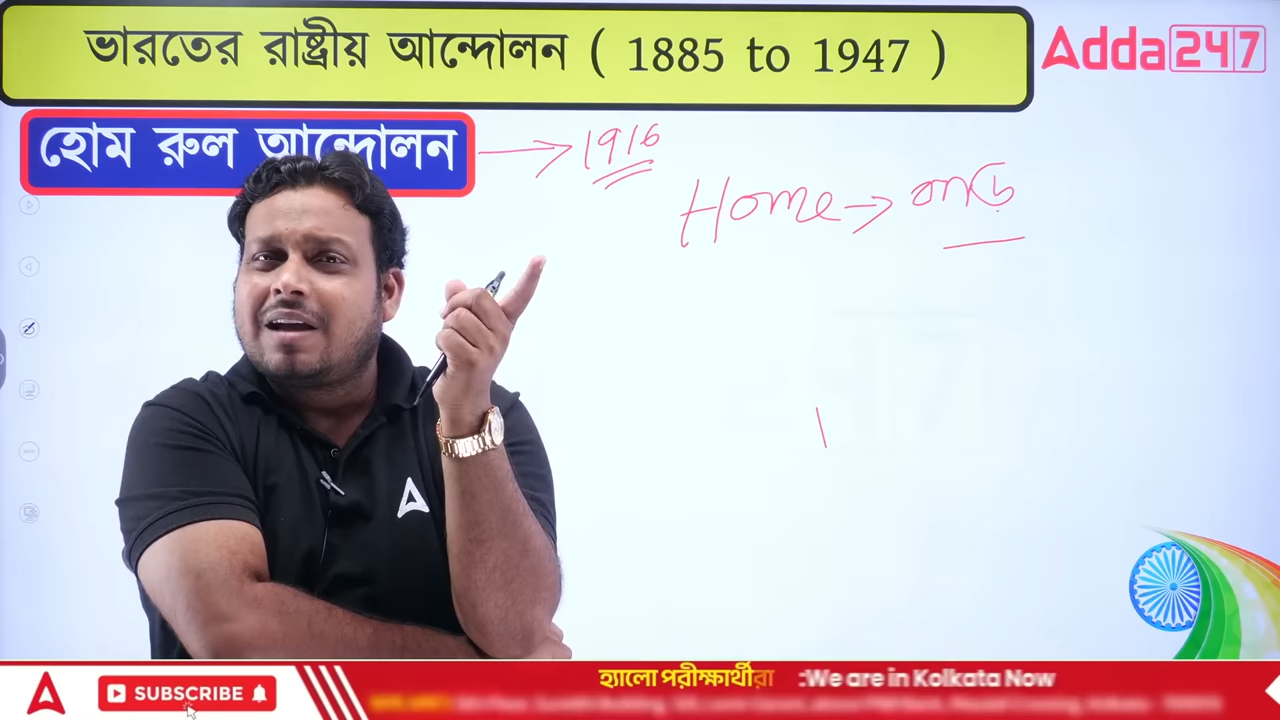 ভারতের রাষ্ট্রীয় আন্দোলন ( 1885 to 1947 )
Adda247
হোম রুল আন্দোলন → 1916
Home → বাড়ি
SUBSCRIBE
হ্যালো পরীক্ষার্থীরা :We are in Kolkata Now